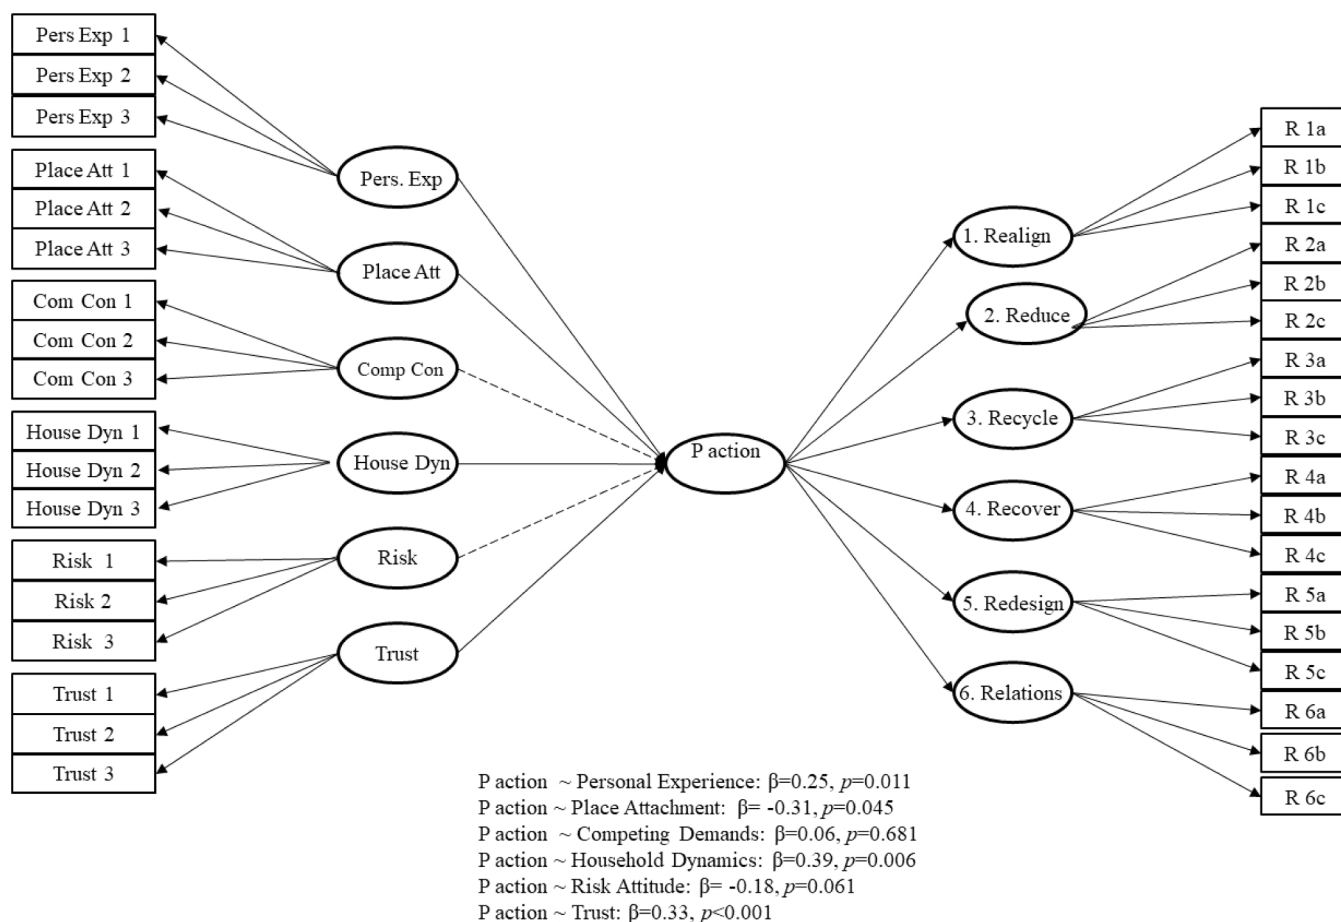 Pers Exp 1
Pers Exp 2
Pers Exp 3
Place Att 1
Place Att 2
Place Att 3
Com Con 1
Com Con 2
Com Con 3
House Dyn 1
House Dyn 2
House Dyn 3
Risk 1
Risk 2
Risk 3
Trust 1
Trust 2
Trust 3
Pers. Exp
Place Att
Comp Con
House Dyn
Risk
Trust
P action
1. Realign
2. Reduce
3. Recycle
4. Recover
5. Redesign
6. Relations
R 1a
R 1b
R 1c
R 2a
R 2b
R 2c
R 3a
R 3b
R 3c
R 4a
R 4b
R 4c
R 5a
R 5b
R 5c
R 6a
R 6b
R 6c
P action ~ Personal Experience: β=0.25, p=0.011
P action ~ Place Attachment: β= -0.31, p=0.045
P action ~ Competing Demands: β=0.06, p=0.681
P action ~ Household Dynamics: β=0.39, p=0.006
P action ~ Risk Attitude: β= -0.18, p=0.061
P action ~ Trust: β=0.33, p<0.001